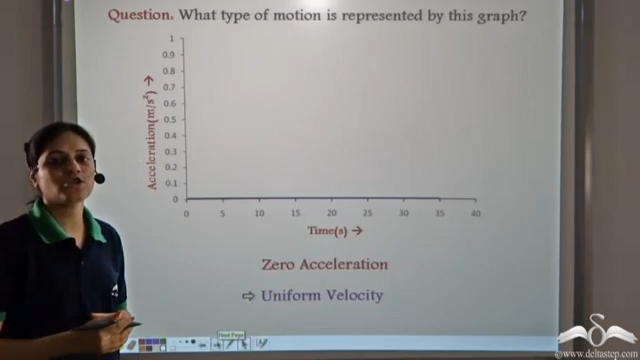 Question. What type of motion is represented by this graph?
1
0.9
0.8
0.7
0.6
0.5
0.4
0.3
0.2
0.1
0
Acceleration(m/s²) →
0 5 10 15 20 25 30 35 40
Time(s) →
Zero Acceleration
⇨ Uniform Velocity
Next Page
©www.deltastep.com